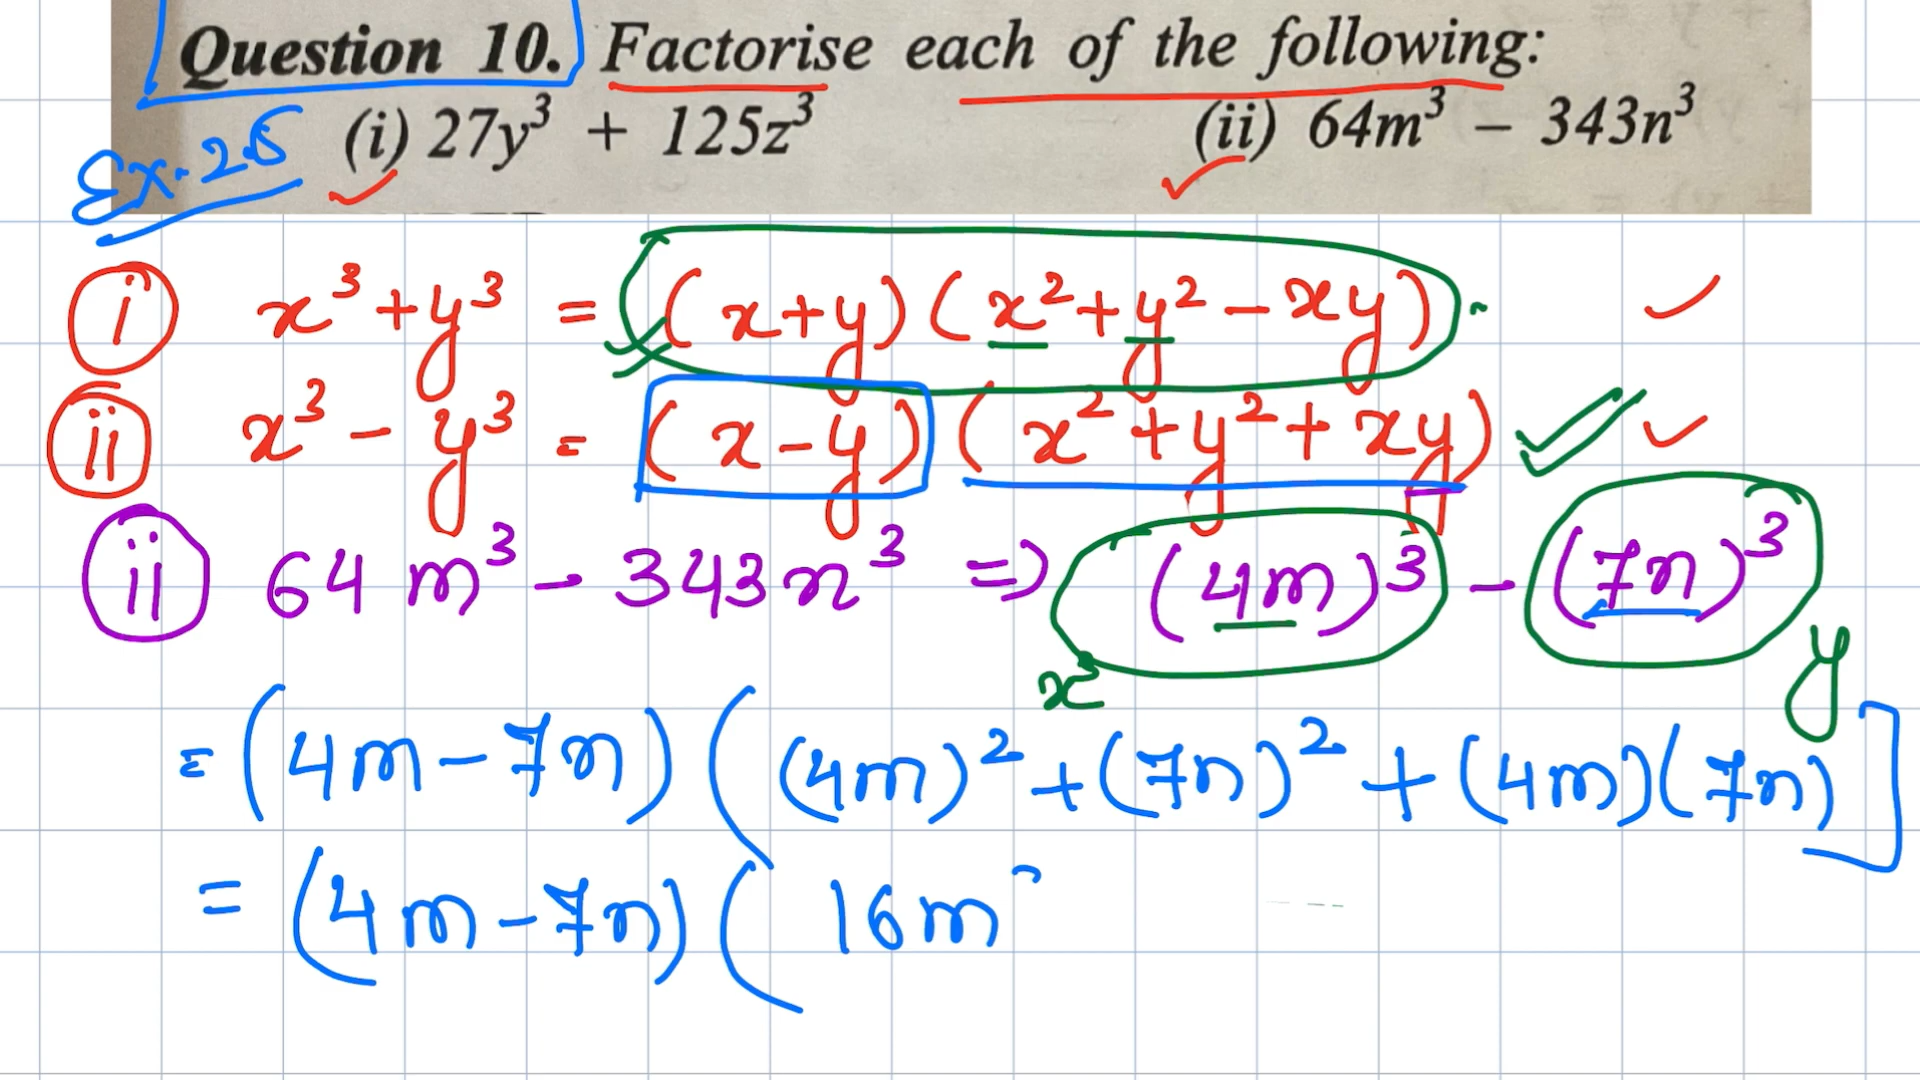 Question 10. Factorise each of the following:
Ex.2.5 (i) 27y³ + 125z³ (ii) 64m³ – 343n³
i x³+y³ = (x+y)(x²+y²-xy).
ii x³-y³ = (x-y)(x²+y²+xy)
ii 64m³-343n³ => (4m)³-(7n)³
x y
=(4m-7n)((4m)²+(7n)²+(4m)(7n)]
=(4m-7n)(16m